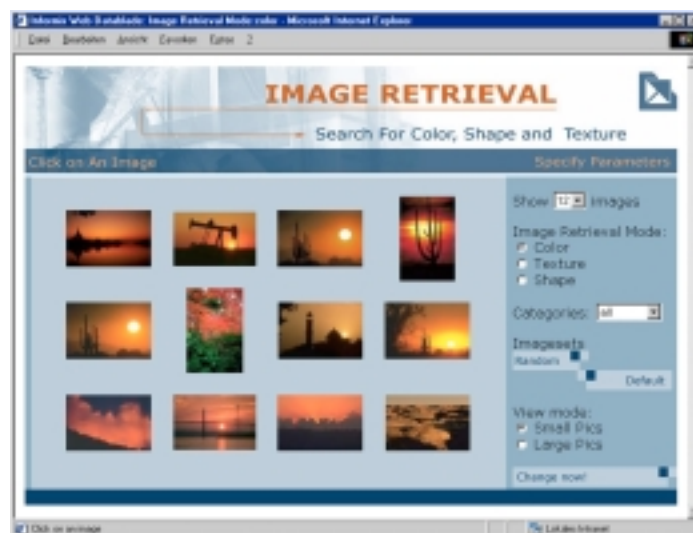 Informix Web Datablade: Image Retrieval Mode: color - Microsoft Internet Explorer
Datei Bearbeiten Ansicht Favoriten Extras ?
IMAGE RETRIEVAL
Search For Color, Shape and Texture
Click on An Image
Specify Parameters
Show 12 images
Image Retrieval Mode:
Color
Texture
Shape
Categories: all
Imagesets
Random
Default
View mode:
Small Pics
Large Pics
Change now!
Click on an image
Lokales Intranet